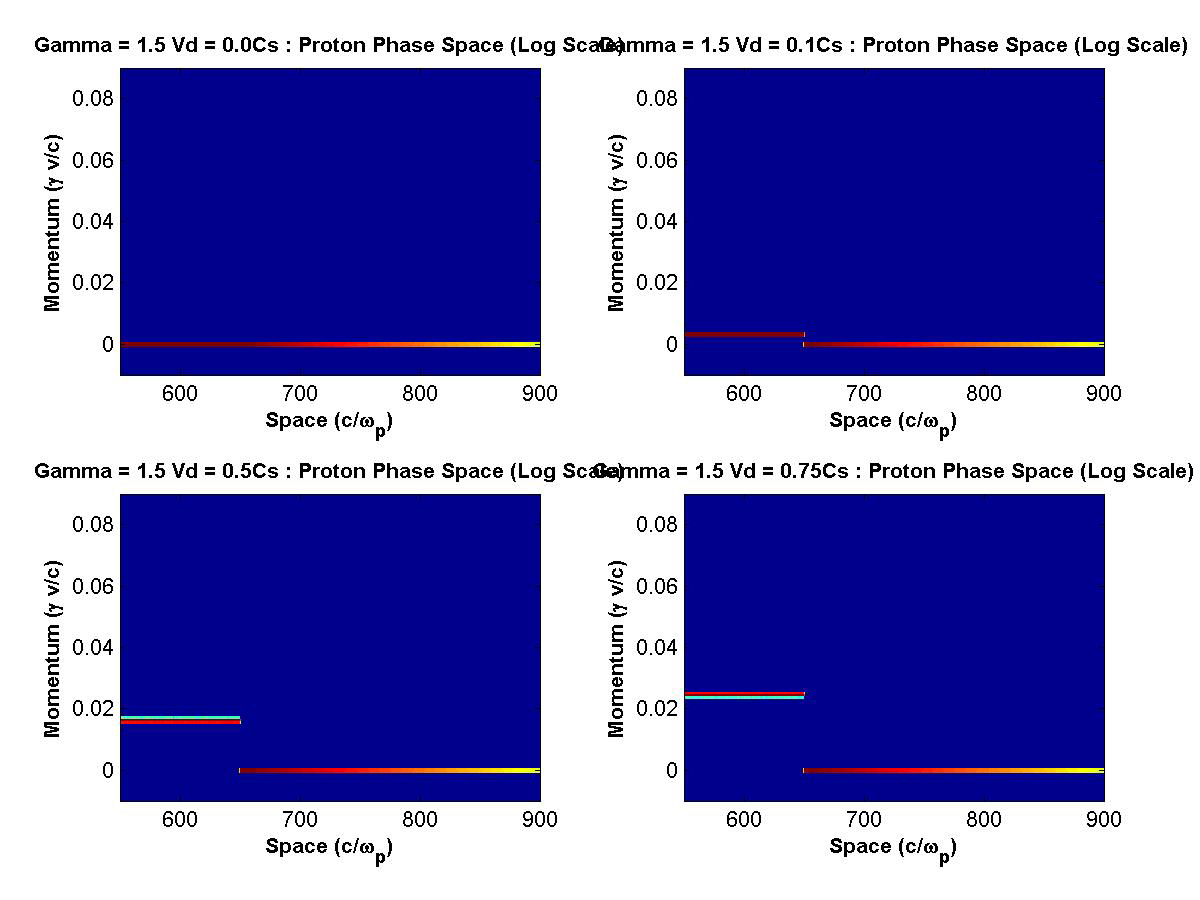 Gamma = 1.5 Vd = 0.0Cs : Proton Phase Space (Log Scale)
Gamma = 1.5 Vd = 0.1Cs : Proton Phase Space (Log Scale)
0.08
0.06
0.04
0.02
0
Momentum (γ v/c)
600 700 800 900
Space (c/ωp)
0.08
0.06
0.04
0.02
0
Momentum (γ v/c)
600 700 800 900
Space (c/ωp)
Gamma = 1.5 Vd = 0.5Cs : Proton Phase Space (Log Scale)
Gamma = 1.5 Vd = 0.75Cs : Proton Phase Space (Log Scale)
0.08
0.06
0.04
0.02
0
Momentum (γ v/c)
600 700 800 900
Space (c/ωp)
0.08
0.06
0.04
0.02
0
Momentum (γ v/c)
600 700 800 900
Space (c/ωp)